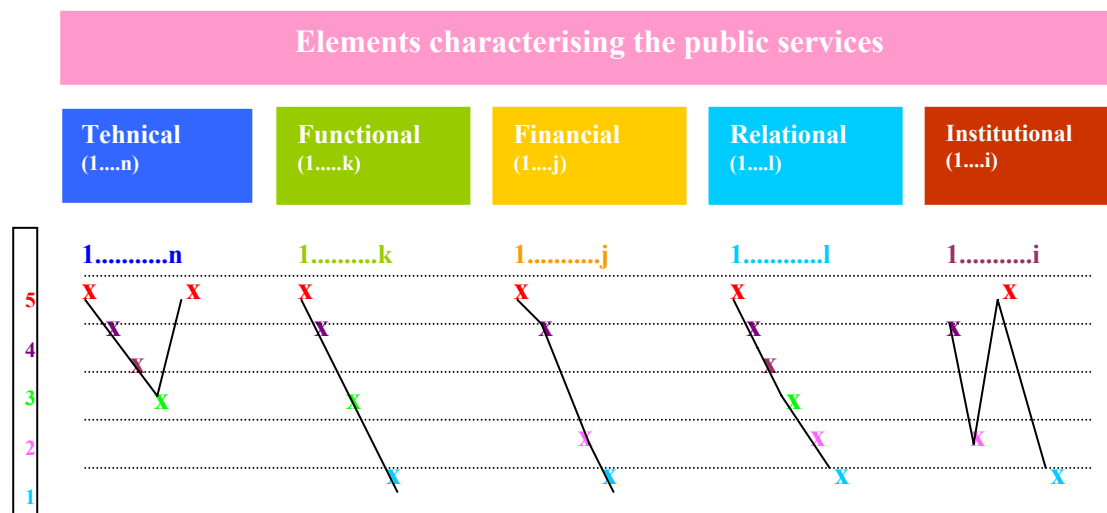 Elements characterising the public services
Tehnical
(1....n)
Functional
(1.....k)
Financial
(1....j)
Relational
(1....l)
Institutional
(1....i)
1...........n 1..........k 1...........j 1............l 1............i
5 x x x x x x
4 x x x x x
x x
3 x x x
2 x x x
1 x x x x